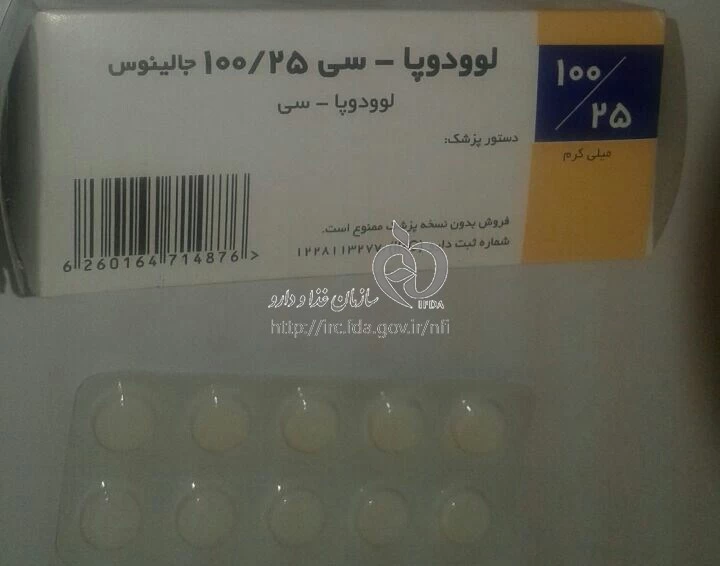 لوودوپا - سی ۱۰۰/۲۵ جالینوس
لوودوپا - سی
۱۰۰/۲۵
میلی گرم
دستور پزشک:
فروش بدون نسخه پزشک ممنوع است.
شماره ثبت ۱۲۲۸۱۱۳۲۷۷
6 260164 714876 >
سازمان غذا و دارو
IFDA
http://irc.fda.gov.ir/nfi